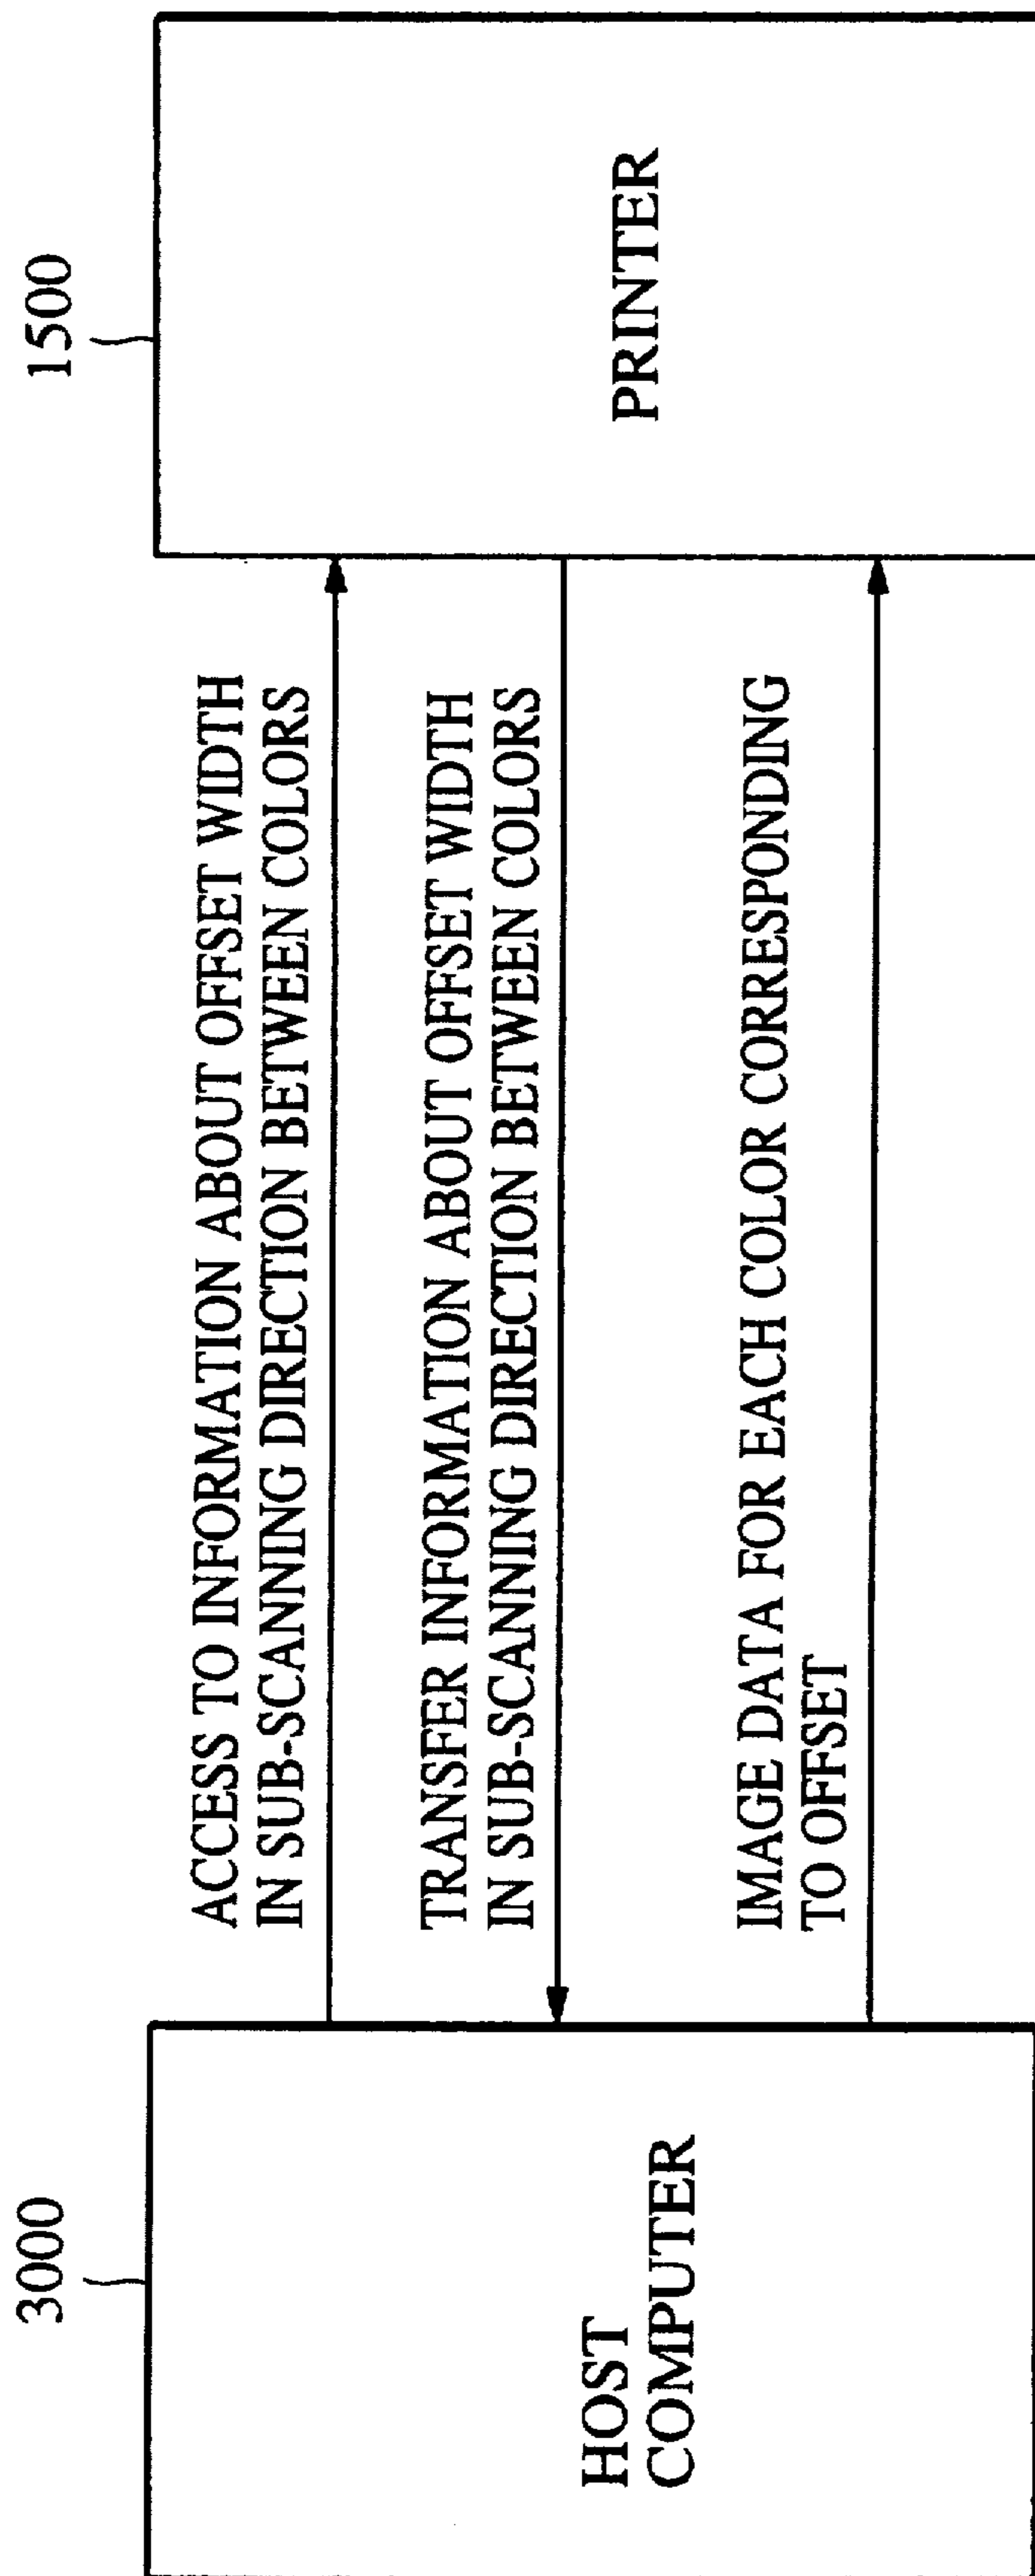 3000
1500
HOST
COMPUTER
ACCESS TO INFORMATION ABOUT OFFSET WIDTH
IN SUB-SCANNING DIRECTION BETWEEN COLORS
TRANSFER INFORMATION ABOUT OFFSET WIDTH
IN SUB-SCANNING DIRECTION BETWEEN COLORS
IMAGE DATA FOR EACH COLOR CORRESPONDING
TO OFFSET
PRINTER